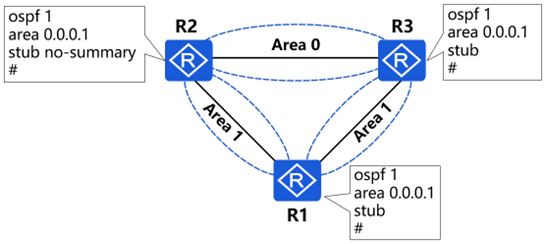 ospf 1
area 0.0.0.1
stub no-summary
#
R2
R
Area 0
R3
R
ospf 1
area 0.0.0.1
stub
#
Area 1
Area 1
R
R1
ospf 1
area 0.0.0.1
stub
#